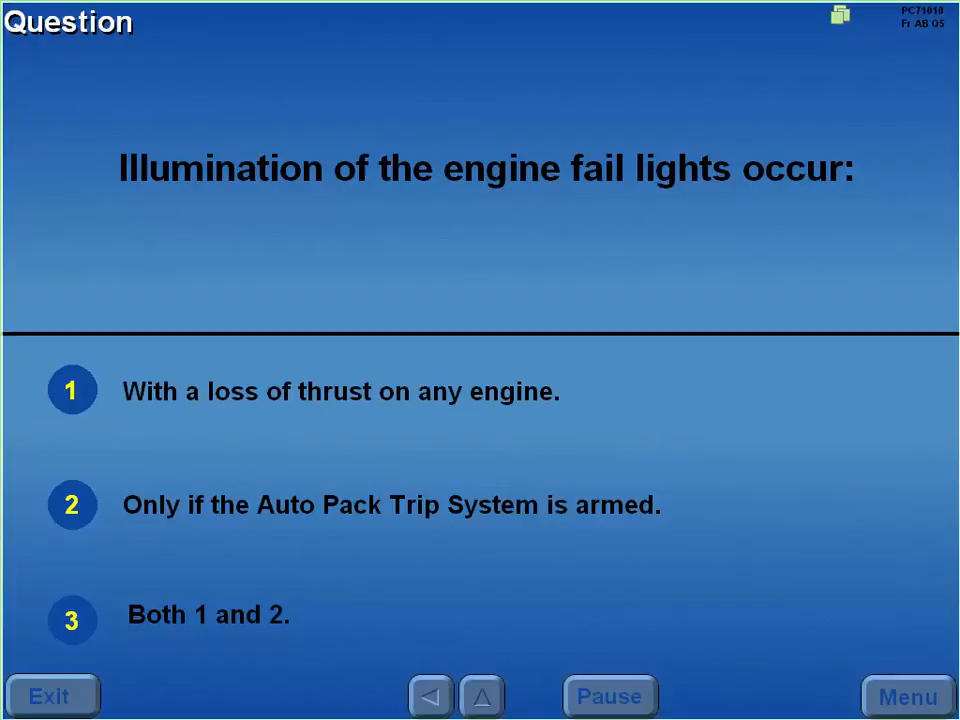 Question
PC71010
Fr AB 05
Illumination of the engine fail lights occur:
1 With a loss of thrust on any engine.
2 Only if the Auto Pack Trip System is armed.
3 Both 1 and 2.
Exit Pause Menu